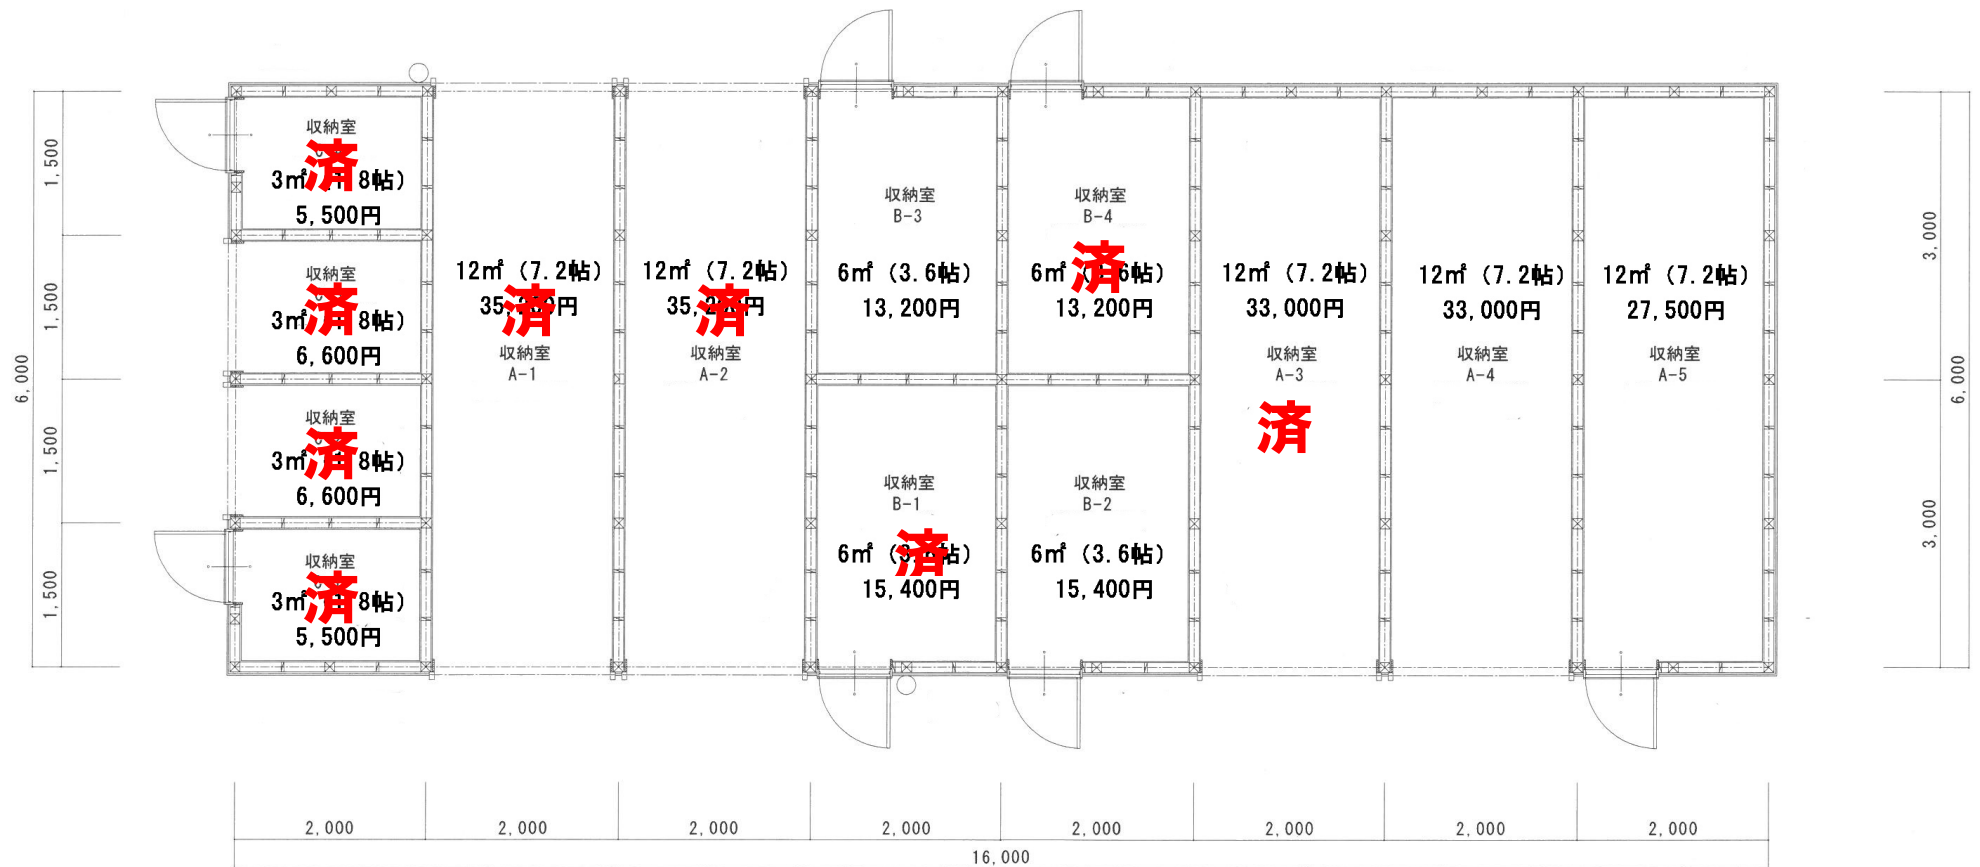 収納室
済
3㎡ 8帖)
5,500円
収納室
済
3㎡ 8帖)
6,600円
収納室
済
3㎡ 8帖)
6,600円
収納室
済
3㎡ 8帖)
5,500円
12㎡ (7.2帖)
済
収納室
A-1
12㎡ (7.2帖)
済
収納室
A-2
収納室
B-3
6㎡ (3.6帖)
13,200円
収納室
B-4
済
6㎡ 6帖)
13,200円
収納室
B-1
済
6㎡ 帖)
15,400円
収納室
B-2
6㎡ (3.6帖)
15,400円
12㎡ (7.2帖)
33,000円
収納室
A-3
済
12㎡ (7.2帖)
33,000円
収納室
A-4
12㎡ (7.2帖)
27,500円
収納室
A-5
1,500
1,500
1,500
1,500
6,000
3,000
3,000
6,000
2,000
2,000
2,000
2,000
2,000
2,000
2,000
2,000
16,000